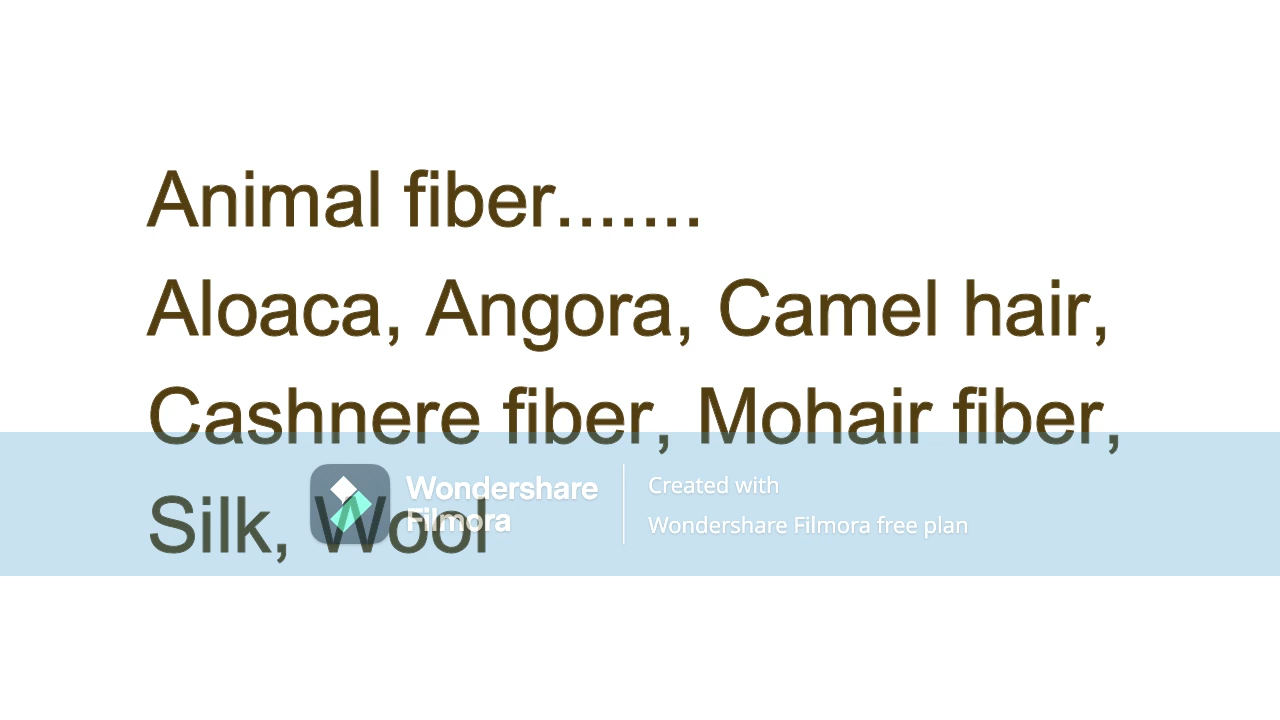 Animal fiber.......
Aloaca, Angora, Camel hair,
Cashnere fiber, Mohair fiber,
Silk, Wool
Wondershare
Filmora
Created with
Wondershare Filmora free plan